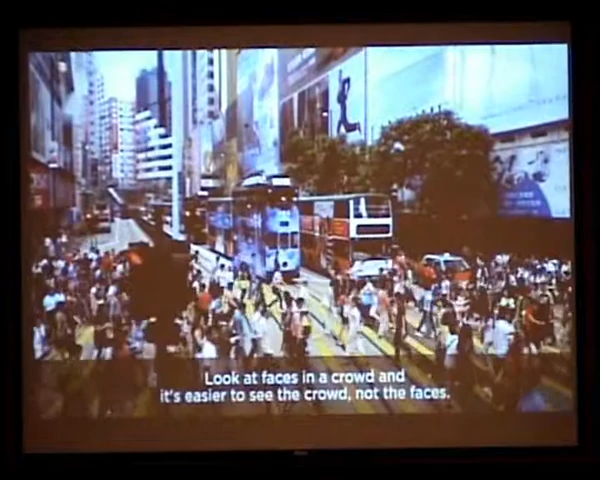 Look at faces in a crowd and
it's easier to see the crowd, not the faces.